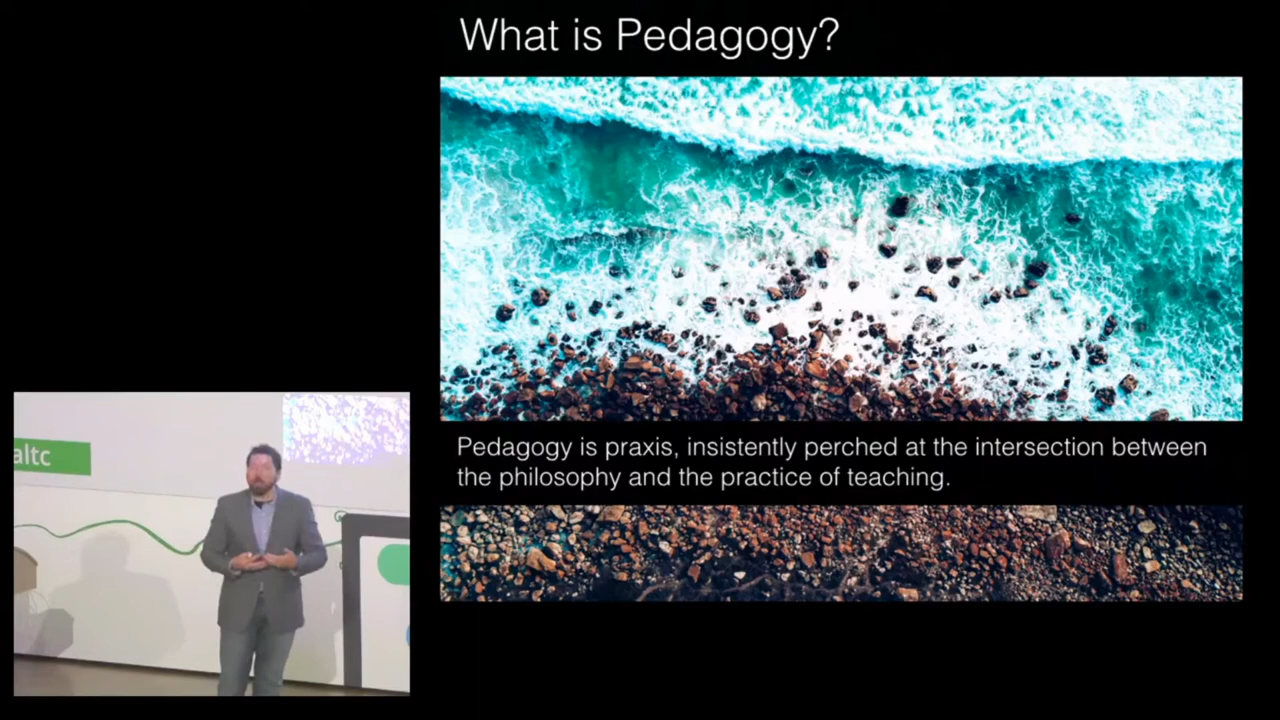 What is Pedagogy?
altc
Pedagogy is praxis, insistently perched at the intersection between
the philosophy and the practice of teaching.